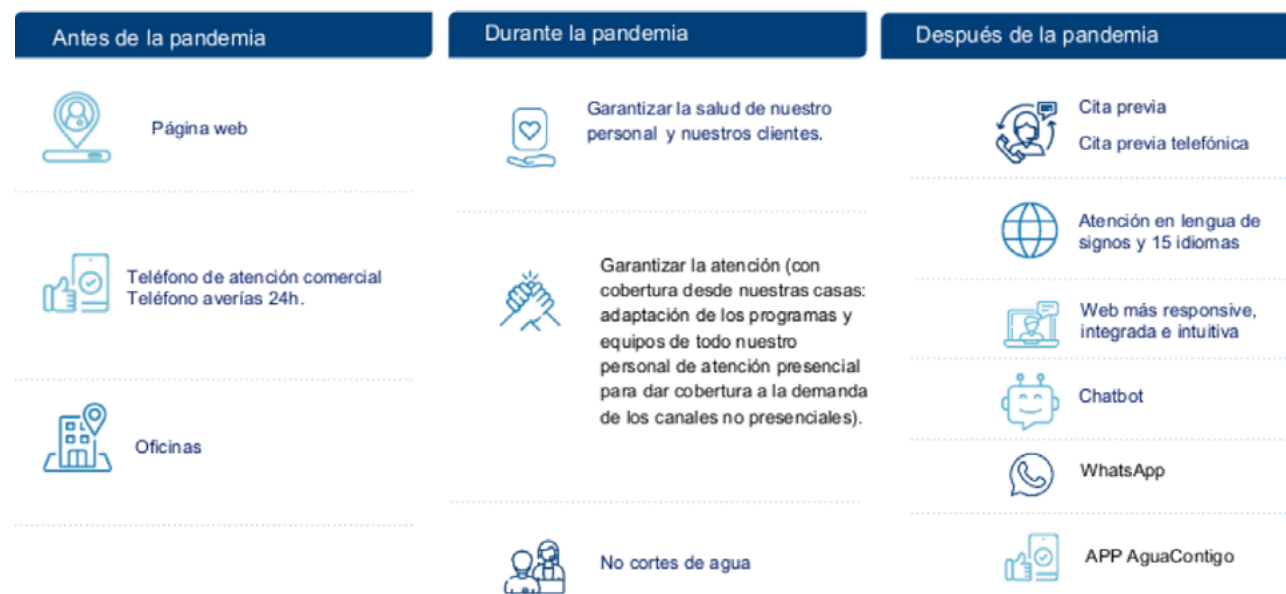 Antes de la pandemia
Página web
Teléfono de atención comercial
Teléfono averías 24h.
Oficinas
Durante la pandemia
Garantizar la salud de nuestro
personal y nuestros clientes.
Garantizar la atención (con
cobertura desde nuestras casas:
adaptación de los programas y
equipos de todo nuestro
personal de atención presencial
para dar cobertura a la demanda
de los canales no presenciales).
No cortes de agua
Después de la pandemia
Cita previa
Cita previa telefónica
Atención en lengua de
signos y 15 idiomas
Web más responsive,
integrada e intuitiva
Chatbot
WhatsApp
APP AguaContigo